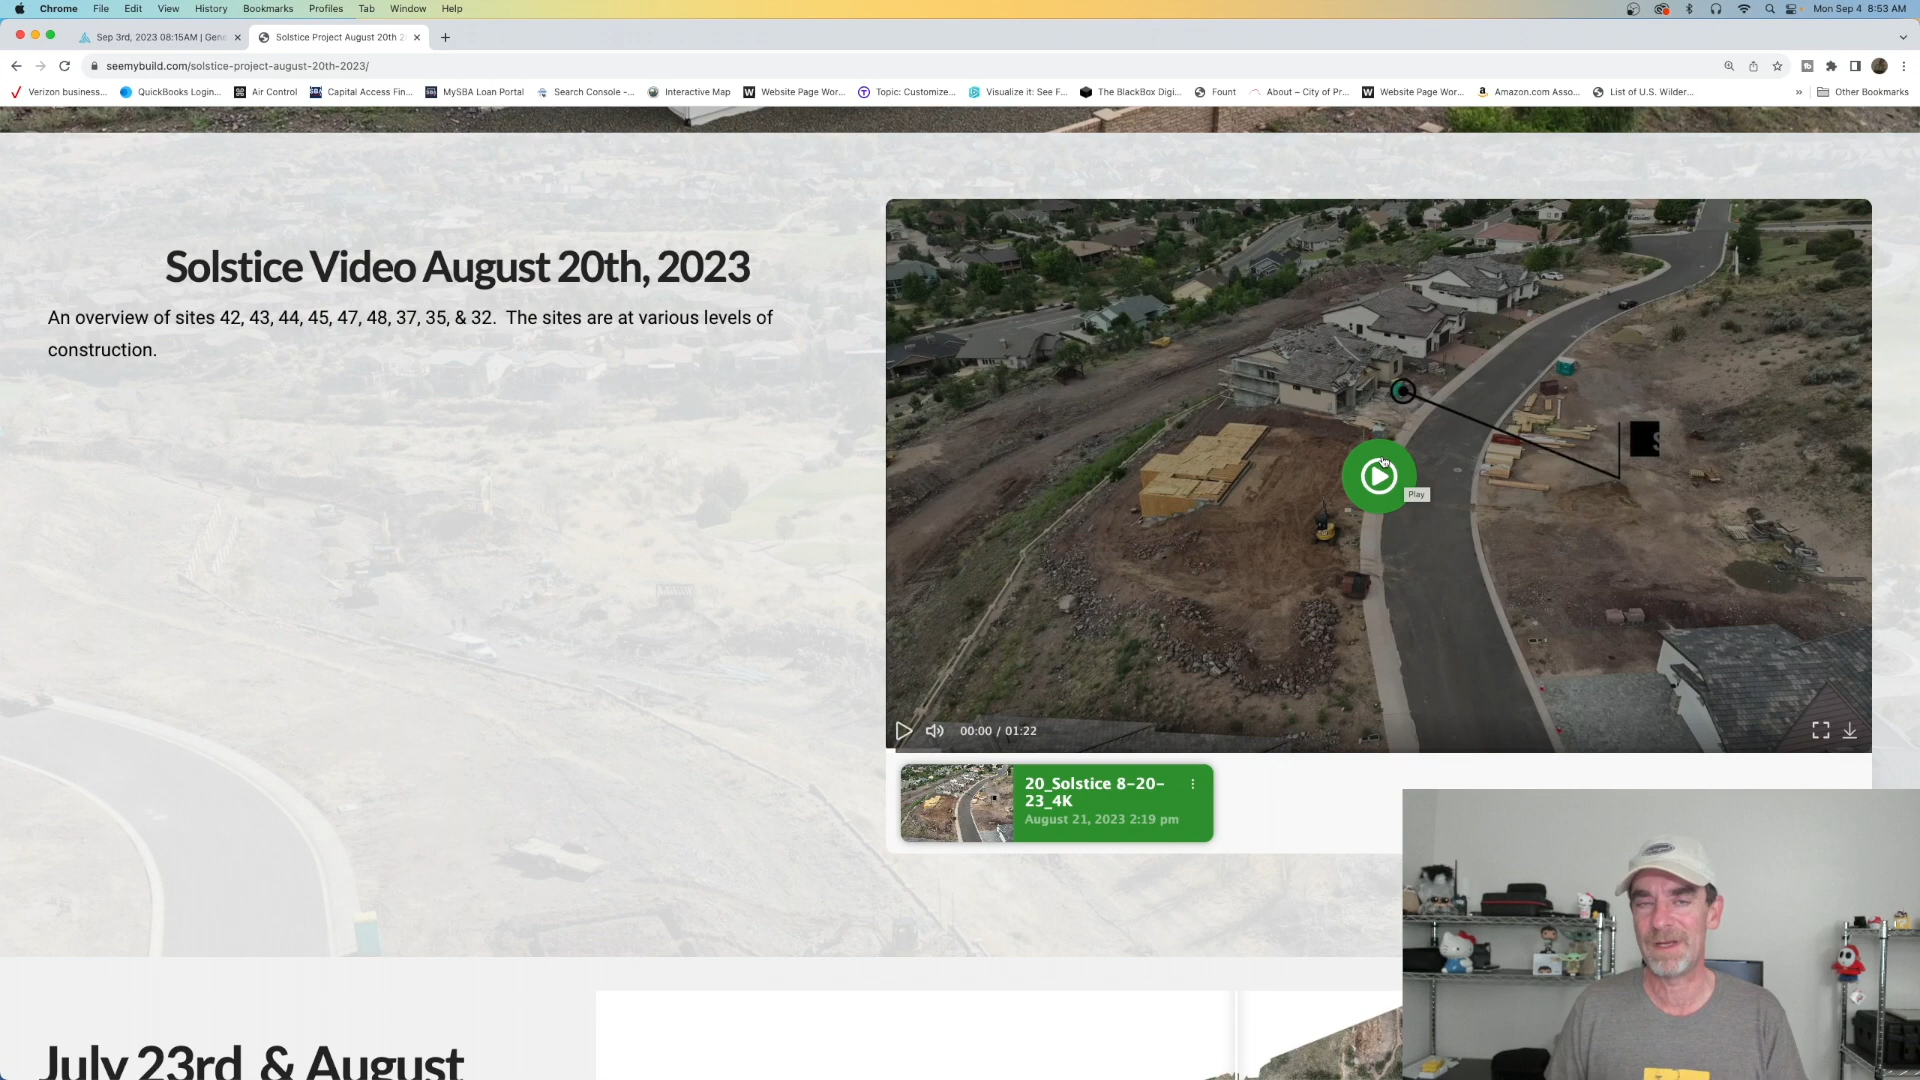 Chrome File Edit View History Bookmarks Profiles Tab Window Help Mon Sep 4 8:53 AM
Sep 3rd, 2023 08:15AM | Gene Solstice Project August 20th 2
seemybuild.com/solstice-project-august-20th-2023/
Verizon business... QuickBooks Login... Air Control Capital Access Fin... MySBA Loan Portal Search Console -... Interactive Map Website Page Wor... Topic: Customize... Visualize it: See F... The BlackBox Digi... Fount About – City of Pr... Website Page Wor... Amazon.com Asso... List of U.S. Wilder... » Other Bookmarks
Solstice Video August 20th, 2023
An overview of sites 42, 43, 44, 45, 47, 48, 37, 35, & 32. The sites are at various levels of
construction.
Play
00:00 / 01:22
20_Solstice 8-20-
23_4K
August 21, 2023 2:19 pm
July 23rd & August